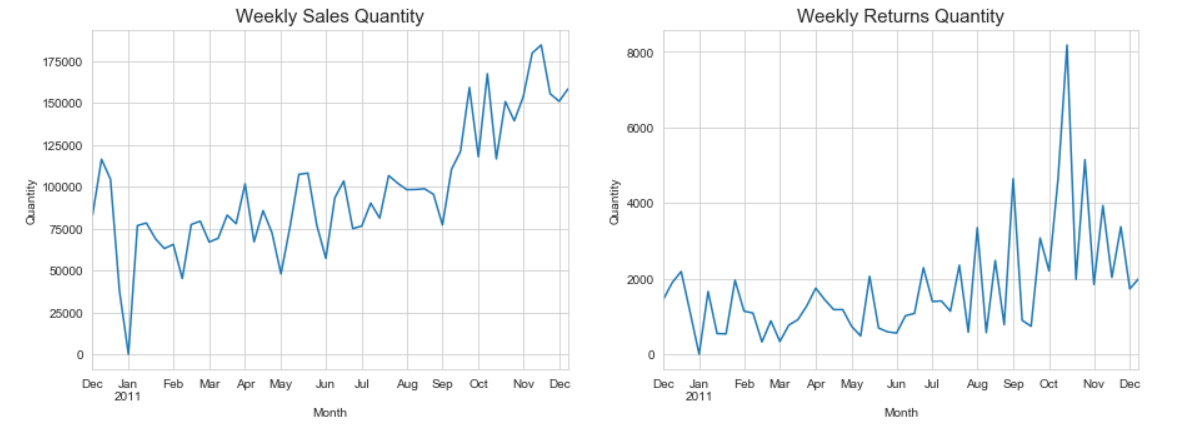 Weekly Sales Quantity
175000
150000
125000
100000
75000
50000
25000
0
Quantity
Dec Jan Feb Mar Apr May Jun Jul Aug Sep Oct Nov Dec
2011
Month
Weekly Returns Quantity
8000
6000
4000
2000
0
Quantity
Dec Jan Feb Mar Apr May Jun Jul Aug Sep Oct Nov Dec
2011
Month